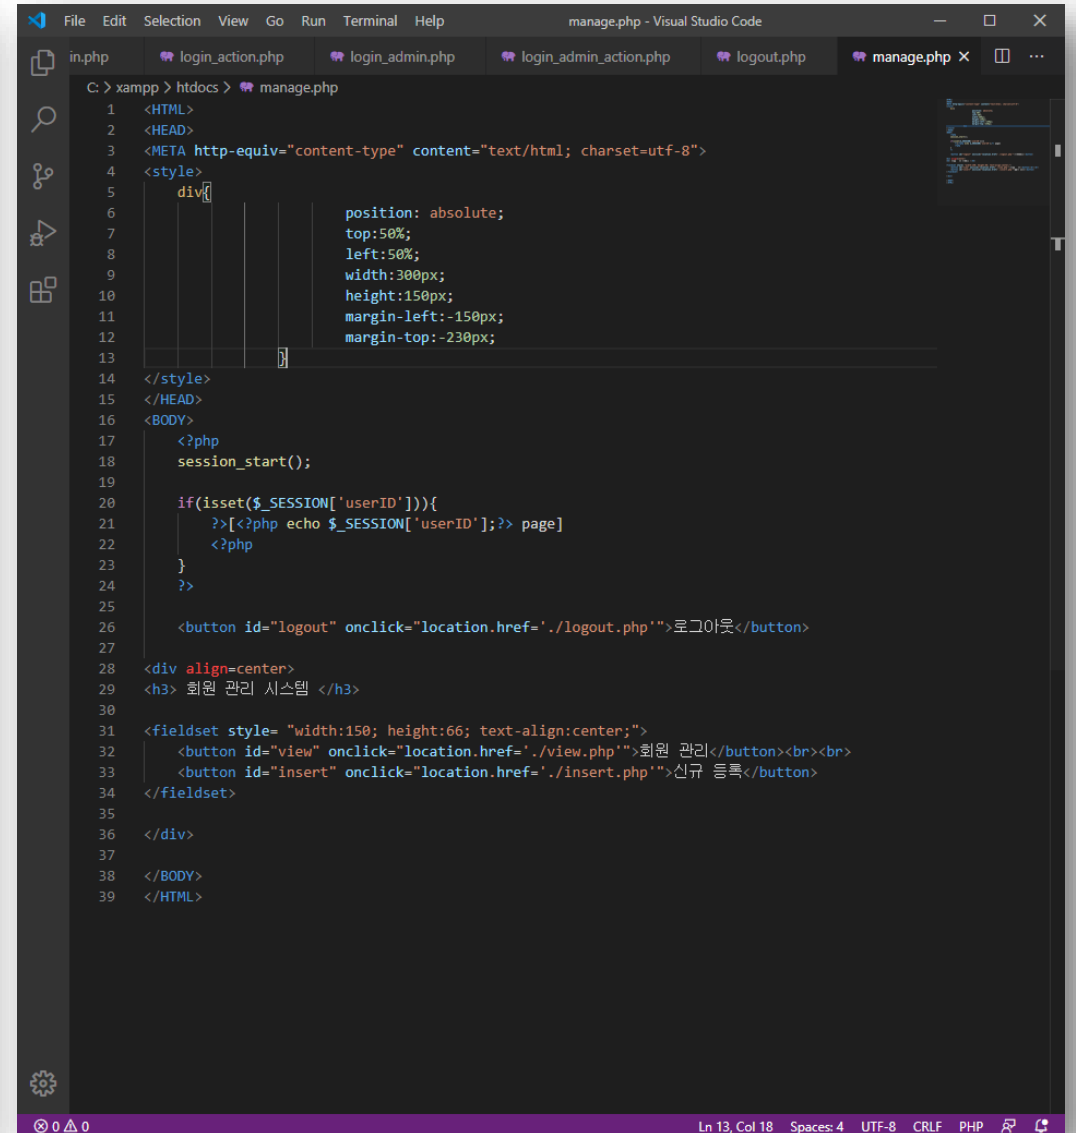 File Edit Selection View Go Run Terminal Help manage.php - Visual Studio Code
in.php login_action.php login_admin.php login_admin_action.php logout.php manage.php
C: > xampp > htdocs > manage.php
1 <HTML>
2 <HEAD>
3 <META http-equiv="content-type" content="text/html; charset=utf-8">
4 <style>
5 div{
6 position: absolute;
7 top:50%;
8 left:50%;
9 width:300px;
10 height:150px;
11 margin-left:-150px;
12 margin-top:-230px;
13 }
14 </style>
15 </HEAD>
16 <BODY>
17 <?php
18 session_start();
19
20 if(isset($_SESSION['userID'])){
21 ?>[<?php echo $_SESSION['userID'];?> page]
22 <?php
23 }
24 ?>
25
26 <button id="logout" onclick="location.href='./logout.php'">로그아웃</button>
27
28 <div align=center>
29 <h3> 회원 관리 시스템 </h3>
30
31 <fieldset style= "width:150; height:66; text-align:center;">
32 <button id="view" onclick="location.href='./view.php'">회원 관리</button><br><br>
33 <button id="insert" onclick="location.href='./insert.php'">신규 등록</button>
34 </fieldset>
35
36 </div>
37
38 </BODY>
39 </HTML>
0 0 Ln 13, Col 18 Spaces: 4 UTF-8 CRLF PHP